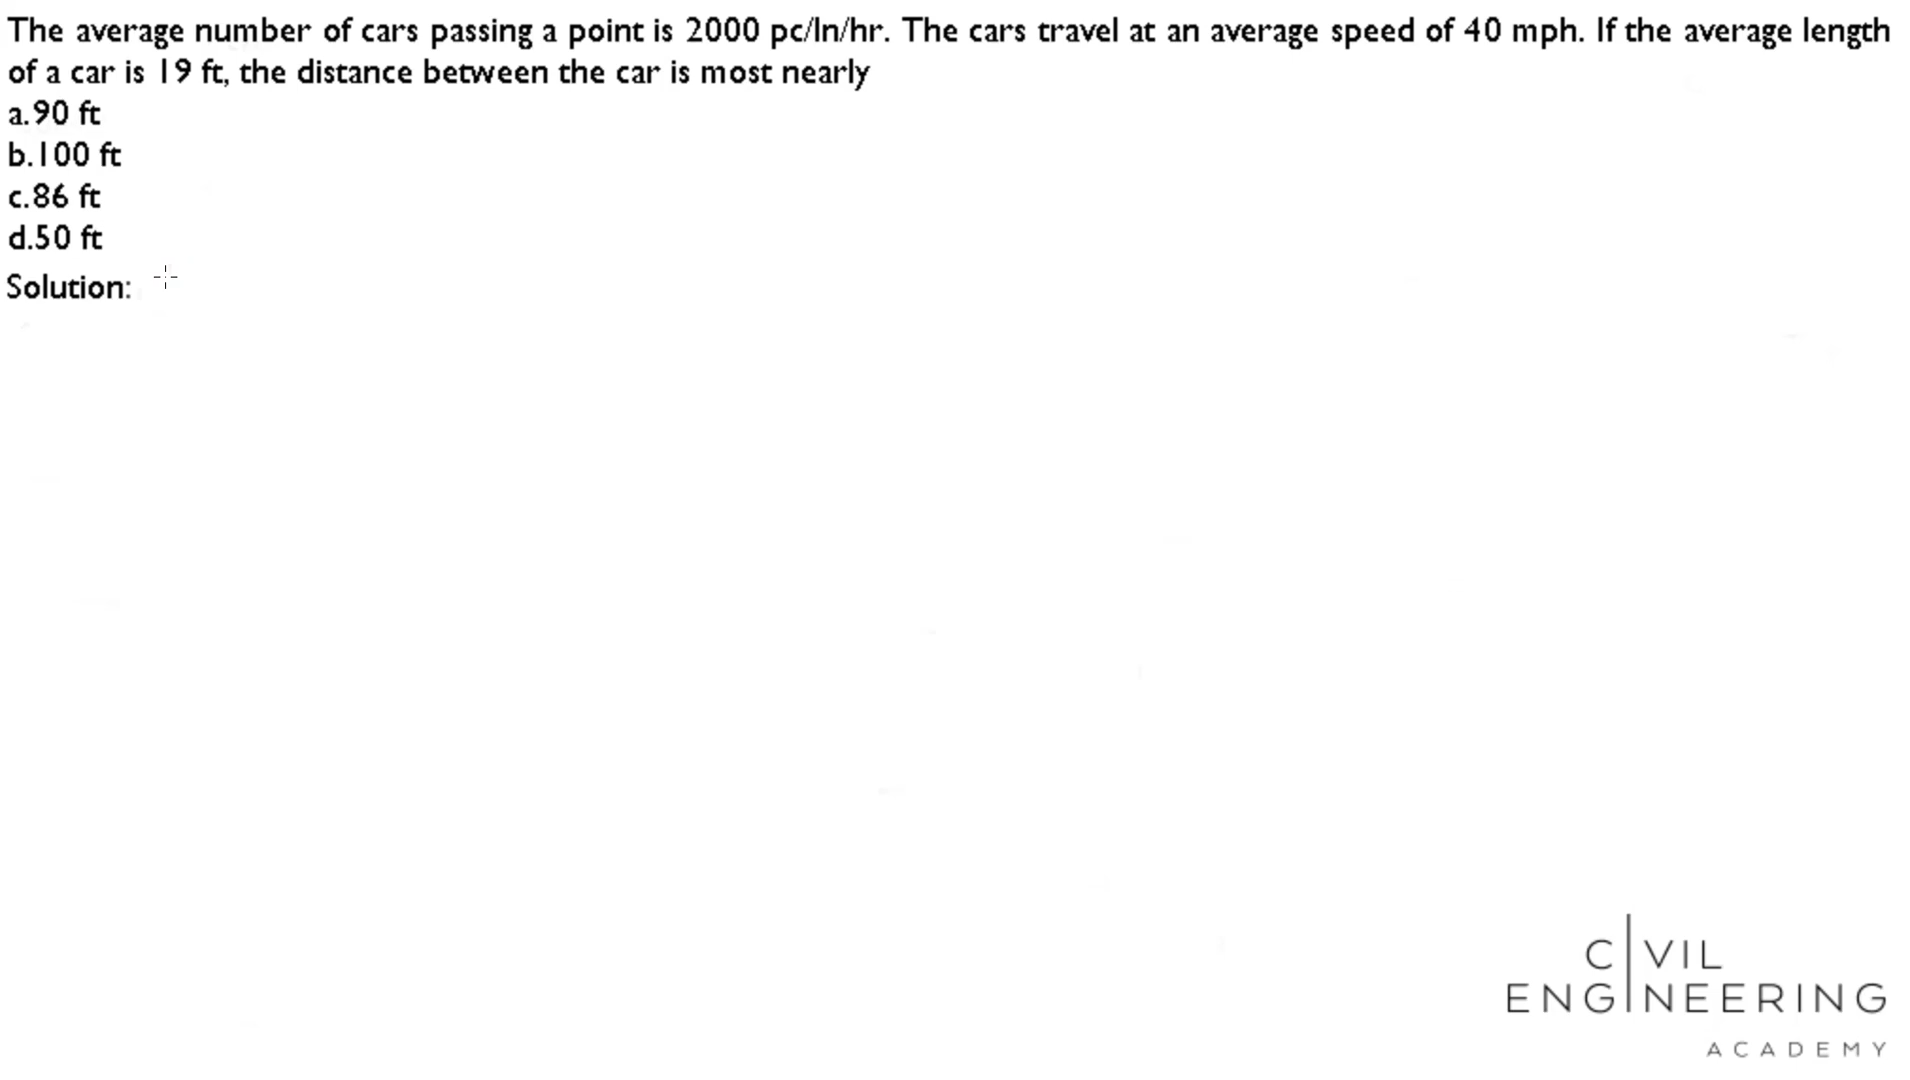 The average number of cars passing a point is 2000 pc/ln/hr. The cars travel at an average speed of 40 mph. If the average length
of a car is 19 ft, the distance between the car is most nearly
a.90 ft
b.100 ft
c.86 ft
d.50 ft
Solution:
CIVIL
ENGINEERING
ACADEMY